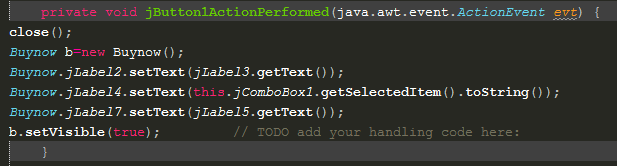 private void jButton1ActionPerformed(java.awt.event.ActionEvent evt) {
close();
Buynow b=new Buynow();
Buynow.jLabel2.setText(jLabel3.getText());
Buynow.jLabel4.setText(this.jComboBox1.getSelectedItem().toString());
Buynow.jLabel7.setText(jLabel5.getText());
b.setVisible(true);        // TODO add your handling code here:
}